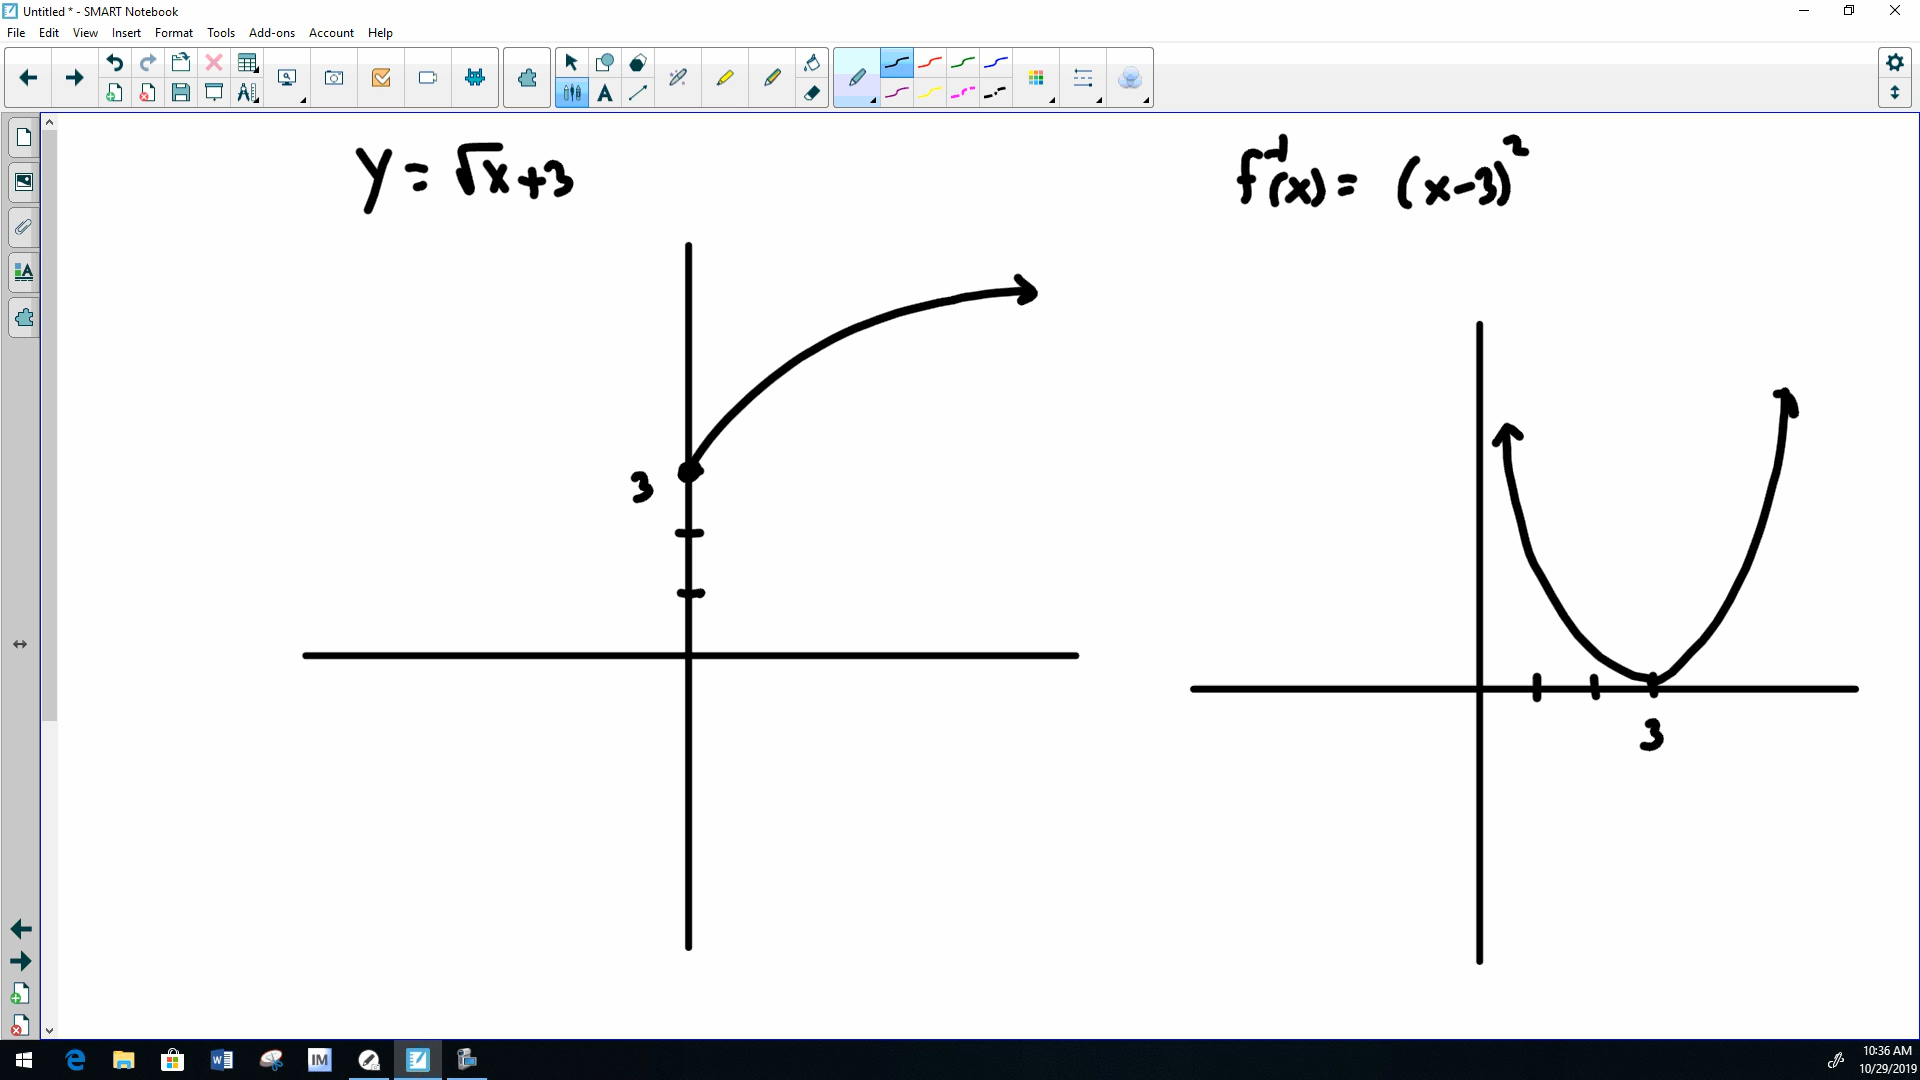 Untitled * - SMART Notebook
File Edit View Insert Format Tools Add-ons Account Help
y = √x + 3
f⁻¹(x) = (x-3)²
3
3
10:36 AM
10/29/2019